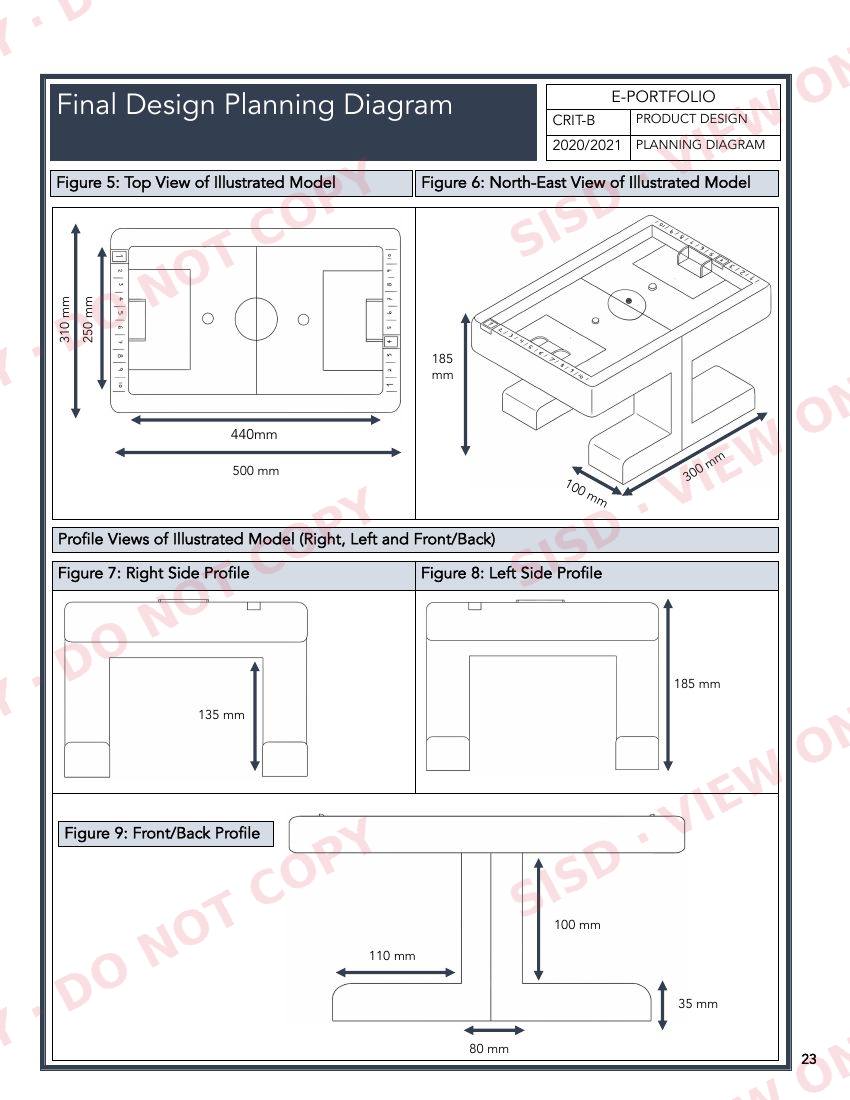 Final Design Planning Diagram
E-PORTFOLIO
CRIT-B
PRODUCT DESIGN
2020/2021
PLANNING DIAGRAM
Figure 5: Top View of Illustrated Model
Figure 6: North-East View of Illustrated Model
310 mm
250 mm
440mm
500 mm
185
mm
100 mm
300 mm
Profile Views of Illustrated Model (Right, Left and Front/Back)
Figure 7: Right Side Profile
Figure 8: Left Side Profile
135 mm
185 mm
Figure 9: Front/Back Profile
100 mm
110 mm
35 mm
80 mm
23
SISD · VIEW ON
Y · DO NOT COPY